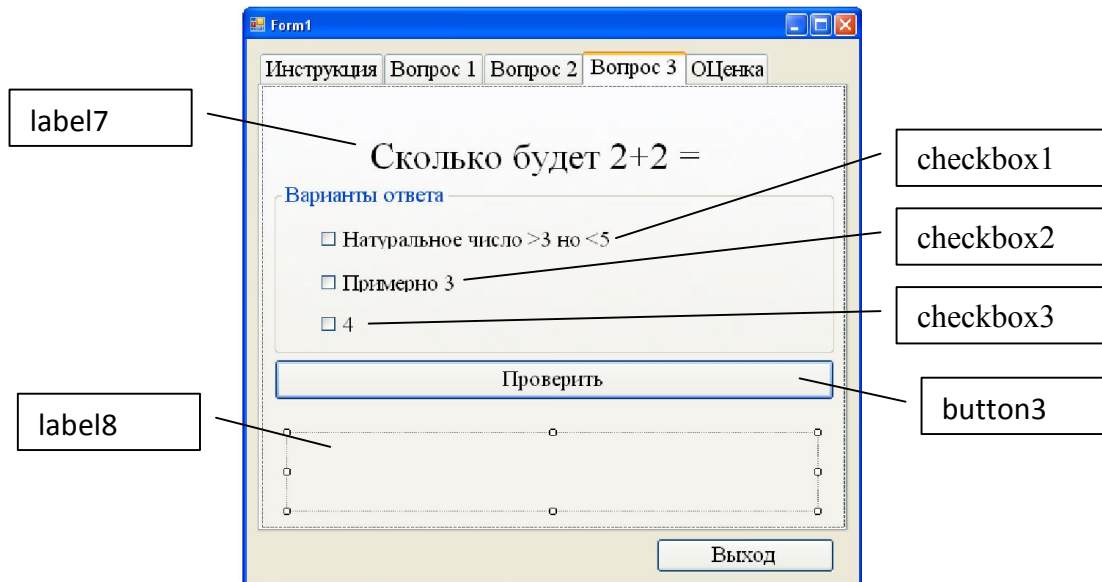 Form1
Инструкция Вопрос 1 Вопрос 2 Вопрос 3 ОЦенка
label7
Сколько будет 2+2 =
checkbox1
Варианты ответа
Натуральное число >3 но <5
checkbox2
Примерно 3
checkbox3
4
Проверить
button3
label8
Выход